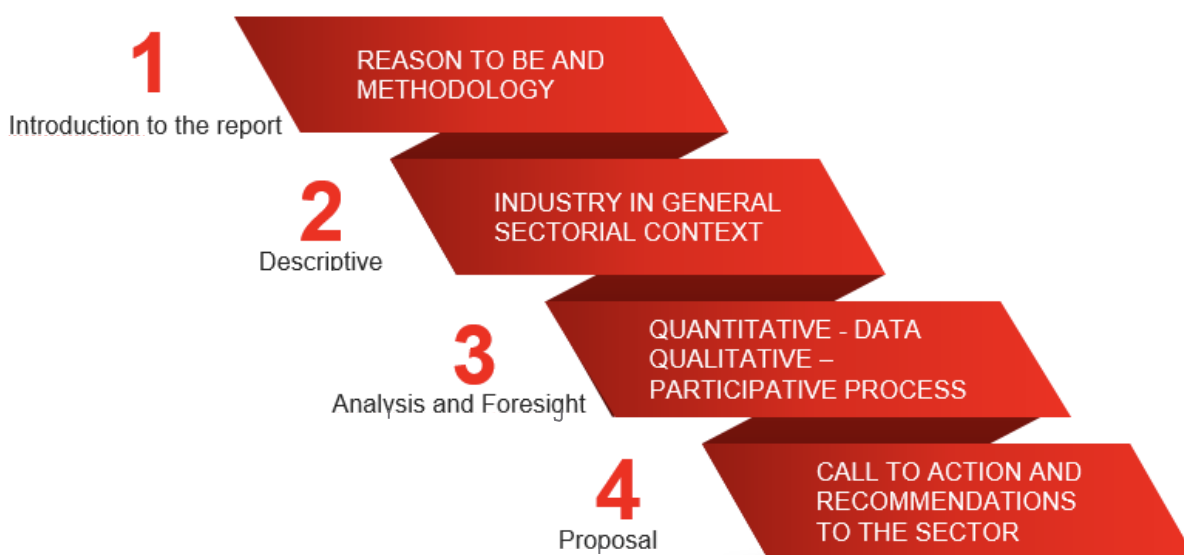 1
Introduction to the report
REASON TO BE AND
METHODOLOGY
2
Descriptive
INDUSTRY IN GENERAL
SECTORIAL CONTEXT
3
Analysis and Foresight
QUANTITATIVE - DATA
QUALITATIVE –
PARTICIPATIVE PROCESS
4
Proposal
CALL TO ACTION AND
RECOMMENDATIONS
TO THE SECTOR